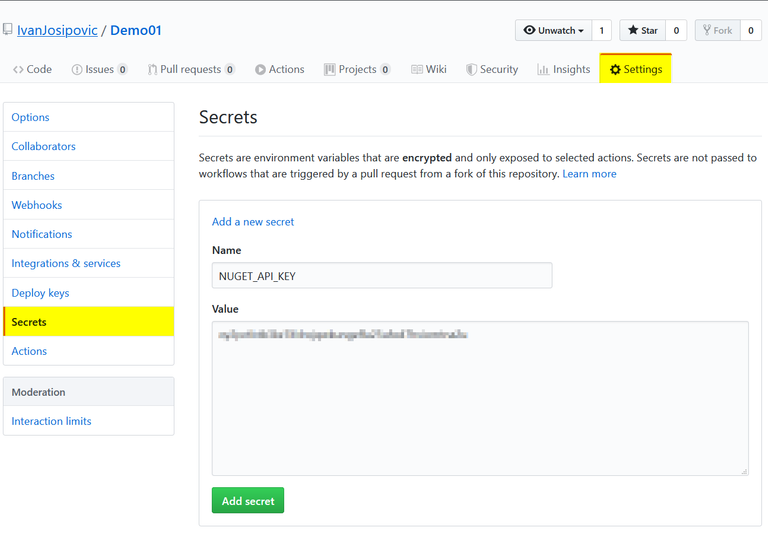 IvanJosipovic / Demo01
Unwatch 1 Star 0 Fork 0
Code Issues 0 Pull requests 0 Actions Projects 0 Wiki Security Insights Settings
Options
Collaborators
Branches
Webhooks
Notifications
Integrations & services
Deploy keys
Secrets
Actions
Moderation
Interaction limits
Secrets
Secrets are environment variables that are encrypted and only exposed to selected actions. Secrets are not passed to
workflows that are triggered by a pull request from a fork of this repository. Learn more
Add a new secret
Name
NUGET_API_KEY
Value
Add secret